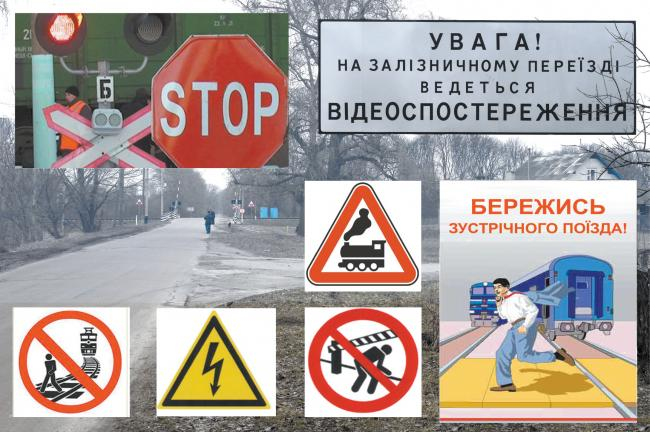 Б
STOP
УВАГА!
НА ЗАЛІЗНИЧНОМУ ПЕРЕЇЗДІ
ВЕДЕТЬСЯ
ВІДЕОСПОСТЕРЕЖЕННЯ
БЕРЕЖИСЬ
ЗУСТРІЧНОГО ПОЇЗДА!